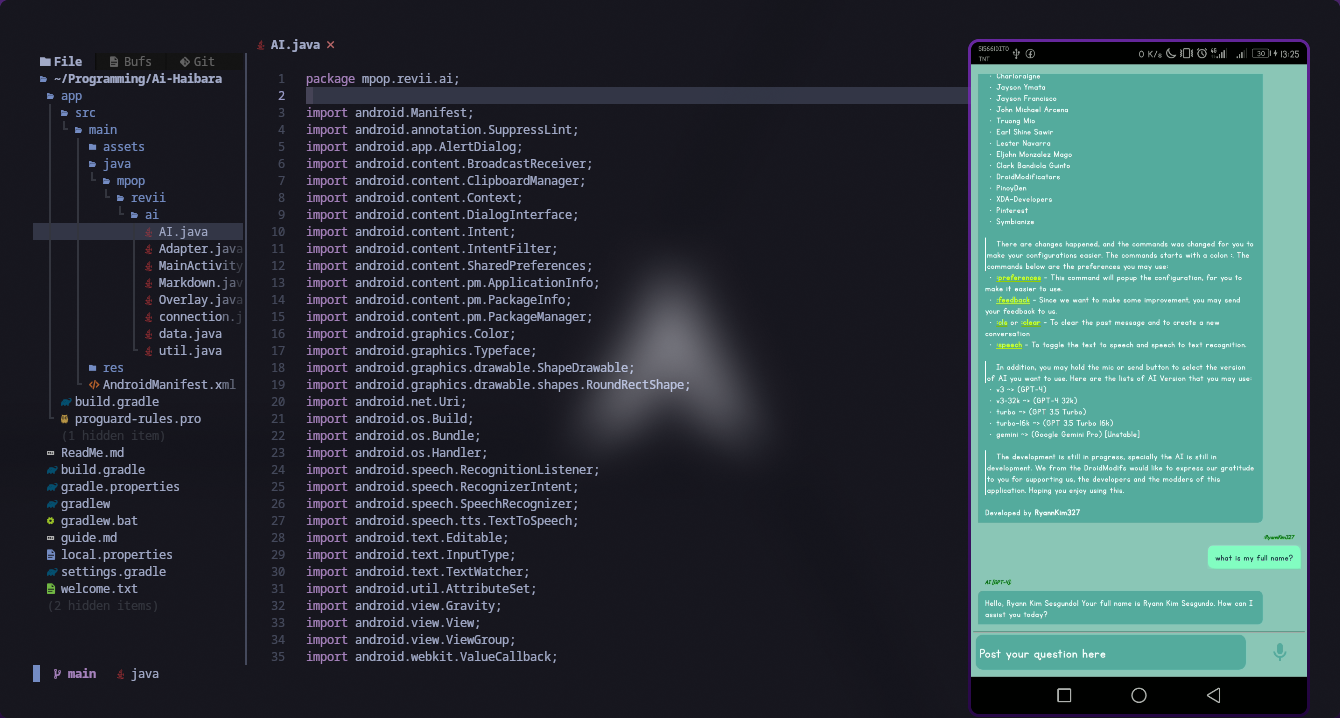 AI.java ×
File Bufs Git
~/Programming/Ai-Haibara
app
src
main
assets
java
mpop
revii
ai
AI.java
Adapter.java
MainActivity
Markdown.jav
Overlay.java
connection.j
data.java
util.java
res
AndroidManifest.xml
build.gradle
proguard-rules.pro
(1 hidden item)
ReadMe.md
build.gradle
gradle.properties
gradlew
gradlew.bat
guide.md
local.properties
settings.gradle
welcome.txt
(2 hidden items)
main java
1 package mpop.revii.ai;
2
3 import android.Manifest;
4 import android.annotation.SuppressLint;
5 import android.app.AlertDialog;
6 import android.content.BroadcastReceiver;
7 import android.content.ClipboardManager;
8 import android.content.Context;
9 import android.content.DialogInterface;
10 import android.content.Intent;
11 import android.content.IntentFilter;
12 import android.content.SharedPreferences;
13 import android.content.pm.ApplicationInfo;
14 import android.content.pm.PackageInfo;
15 import android.content.pm.PackageManager;
16 import android.graphics.Color;
17 import android.graphics.Typeface;
18 import android.graphics.drawable.ShapeDrawable;
19 import android.graphics.drawable.shapes.RoundRectShape;
20 import android.net.Uri;
21 import android.os.Build;
22 import android.os.Bundle;
23 import android.os.Handler;
24 import android.speech.RecognitionListener;
25 import android.speech.RecognizerIntent;
26 import android.speech.SpeechRecognizer;
27 import android.speech.tts.TextToSpeech;
28 import android.text.Editable;
29 import android.text.InputType;
30 import android.text.TextWatcher;
31 import android.util.AttributeSet;
32 import android.view.Gravity;
33 import android.view.View;
34 import android.view.ViewGroup;
35 import android.webkit.ValueCallback;
TNT
0 K/s 4G 30 13:25
· Jayson Ymata
· Jayson Francisco
· John Michael Arcena
· Truong Mio
· Earl Shine Sawir
· Lester Navarra
· Eljohn Monzalez Mago
· Clark Bandiola Guinto
· DroidModificators
· PinoyDen
· XDA-Developers
· Pinterest
· Symbianize
There are changes happened, and the commands was changed for you to
make your configurations easier. The commands starts with a colon :. The
commands below are the preferences you may use:
· :preferences - This command will popup the configuration, for you to
make it easier to use.
· :feedback - Since we want to make some improvement, you may send
your feedback to us.
· :cls or :clear - To clear the past message and to create a new
conversation
· :speech - To toggle the text to speech and speech to text recognition.
In addition, you may hold the mic or send button to select the version
of AI you want to use. Here are the lists of AI Version that you may use:
· v3 ~> (GPT-4)
· v3-32k ~> (GPT-4 32k)
· turbo ~> (GPT 3.5 Turbo)
· turbo-16k ~> (GPT 3.5 Turbo 16k)
· gemini ~> (Google Gemini Pro) [Unstable]
The development is still in progress, specially the AI is still in
development. We from the DroidModifs would like to express our gratitude
to you for supporting us, the developers and the modders of this
application. Hoping you enjoy using this.
Developed by RyannKim327
RyannKim327
what is my full name?
AI [GPT-4]
Hello, Ryann Kim Sesgundo! Your full name is Ryann Kim Sesgundo. How can I
assist you today?
Post your question here